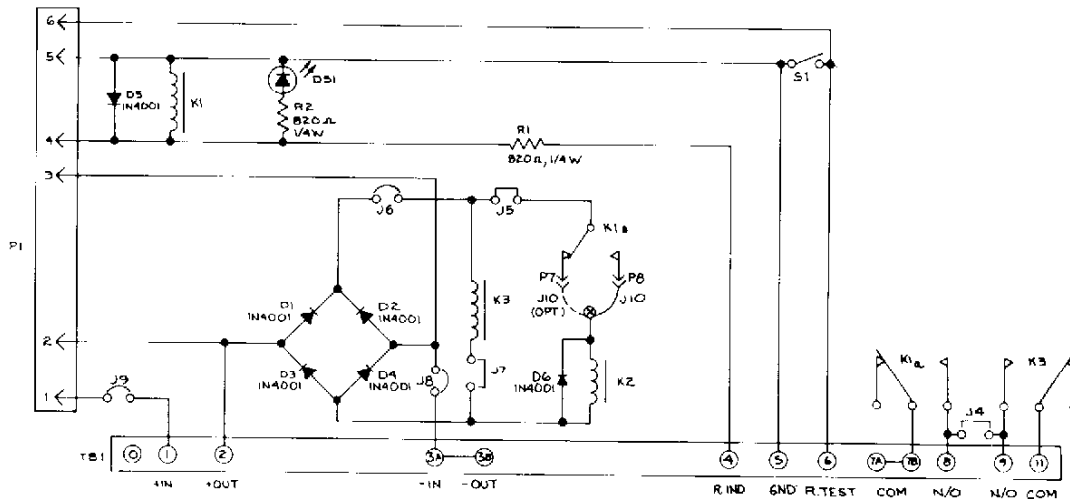 6
5
D5
1N4001
K1
DS1
R2
820Ω
1/4W
S1
4
R1
820Ω, 1/4W
3
J6
J5
K1B
P1
P7
P8
J10
(OPT)
J10
D1
1N4001
D2
1N4001
K3
2
D3
1N4001
D4
1N4001
J8
J7
D6
1N4001
K2
K1a
K3
J9
1
J4
TB1
0
1
2
3A
3B
4
5
6
7A
7B
8
9
11
+IN
+OUT
-IN
-OUT
R.IND
GND
R.TEST
COM
N/O
N/O
COM